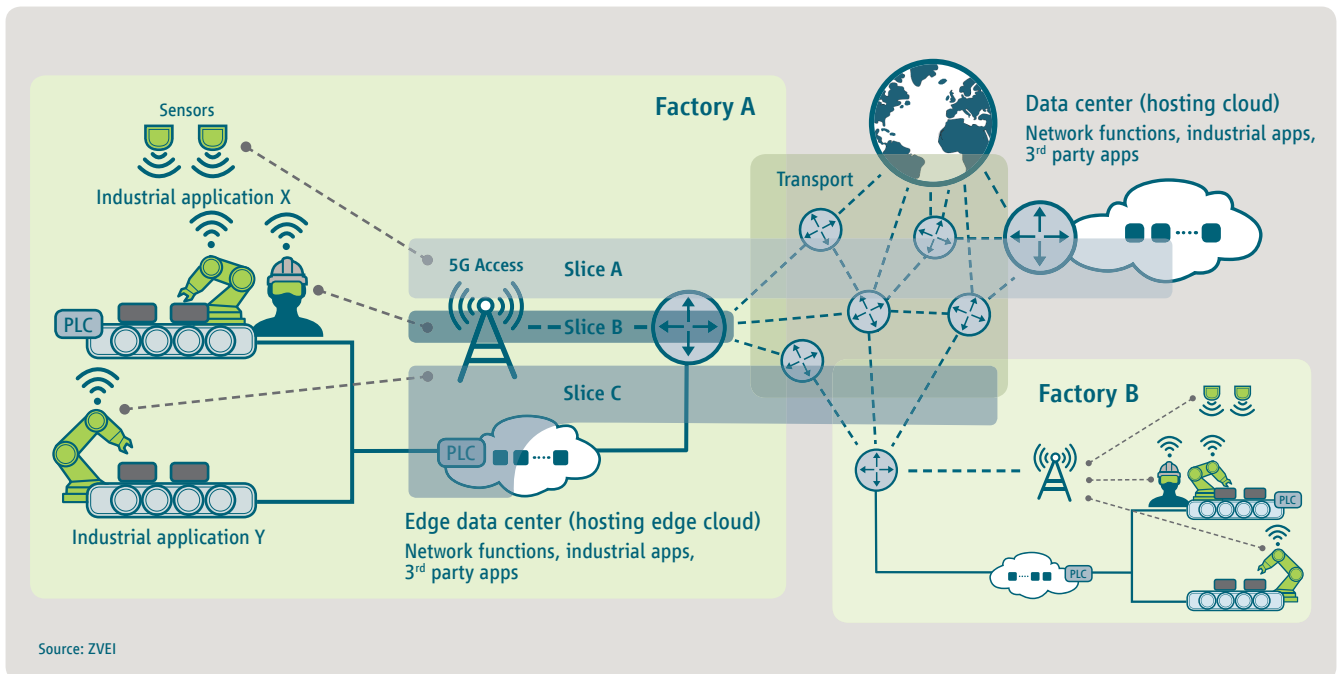 Factory A
Sensors
Industrial application X
PLC
Industrial application Y
5G Access
Slice A
Slice B
Slice C
PLC
Edge data center (hosting edge cloud)
Network functions, industrial apps,
3rd party apps
Transport
Data center (hosting cloud)
Network functions, industrial apps,
3rd party apps
Factory B
PLC
PLC
Source: ZVEI